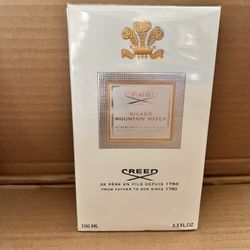 CREED
SILVER
MOUNTAIN WATER
CREED
DE PÈRE EN FILS DEPUIS 1760
FROM FATHER TO SON SINCE 1760
100 ML 3.3 FL.OZ.